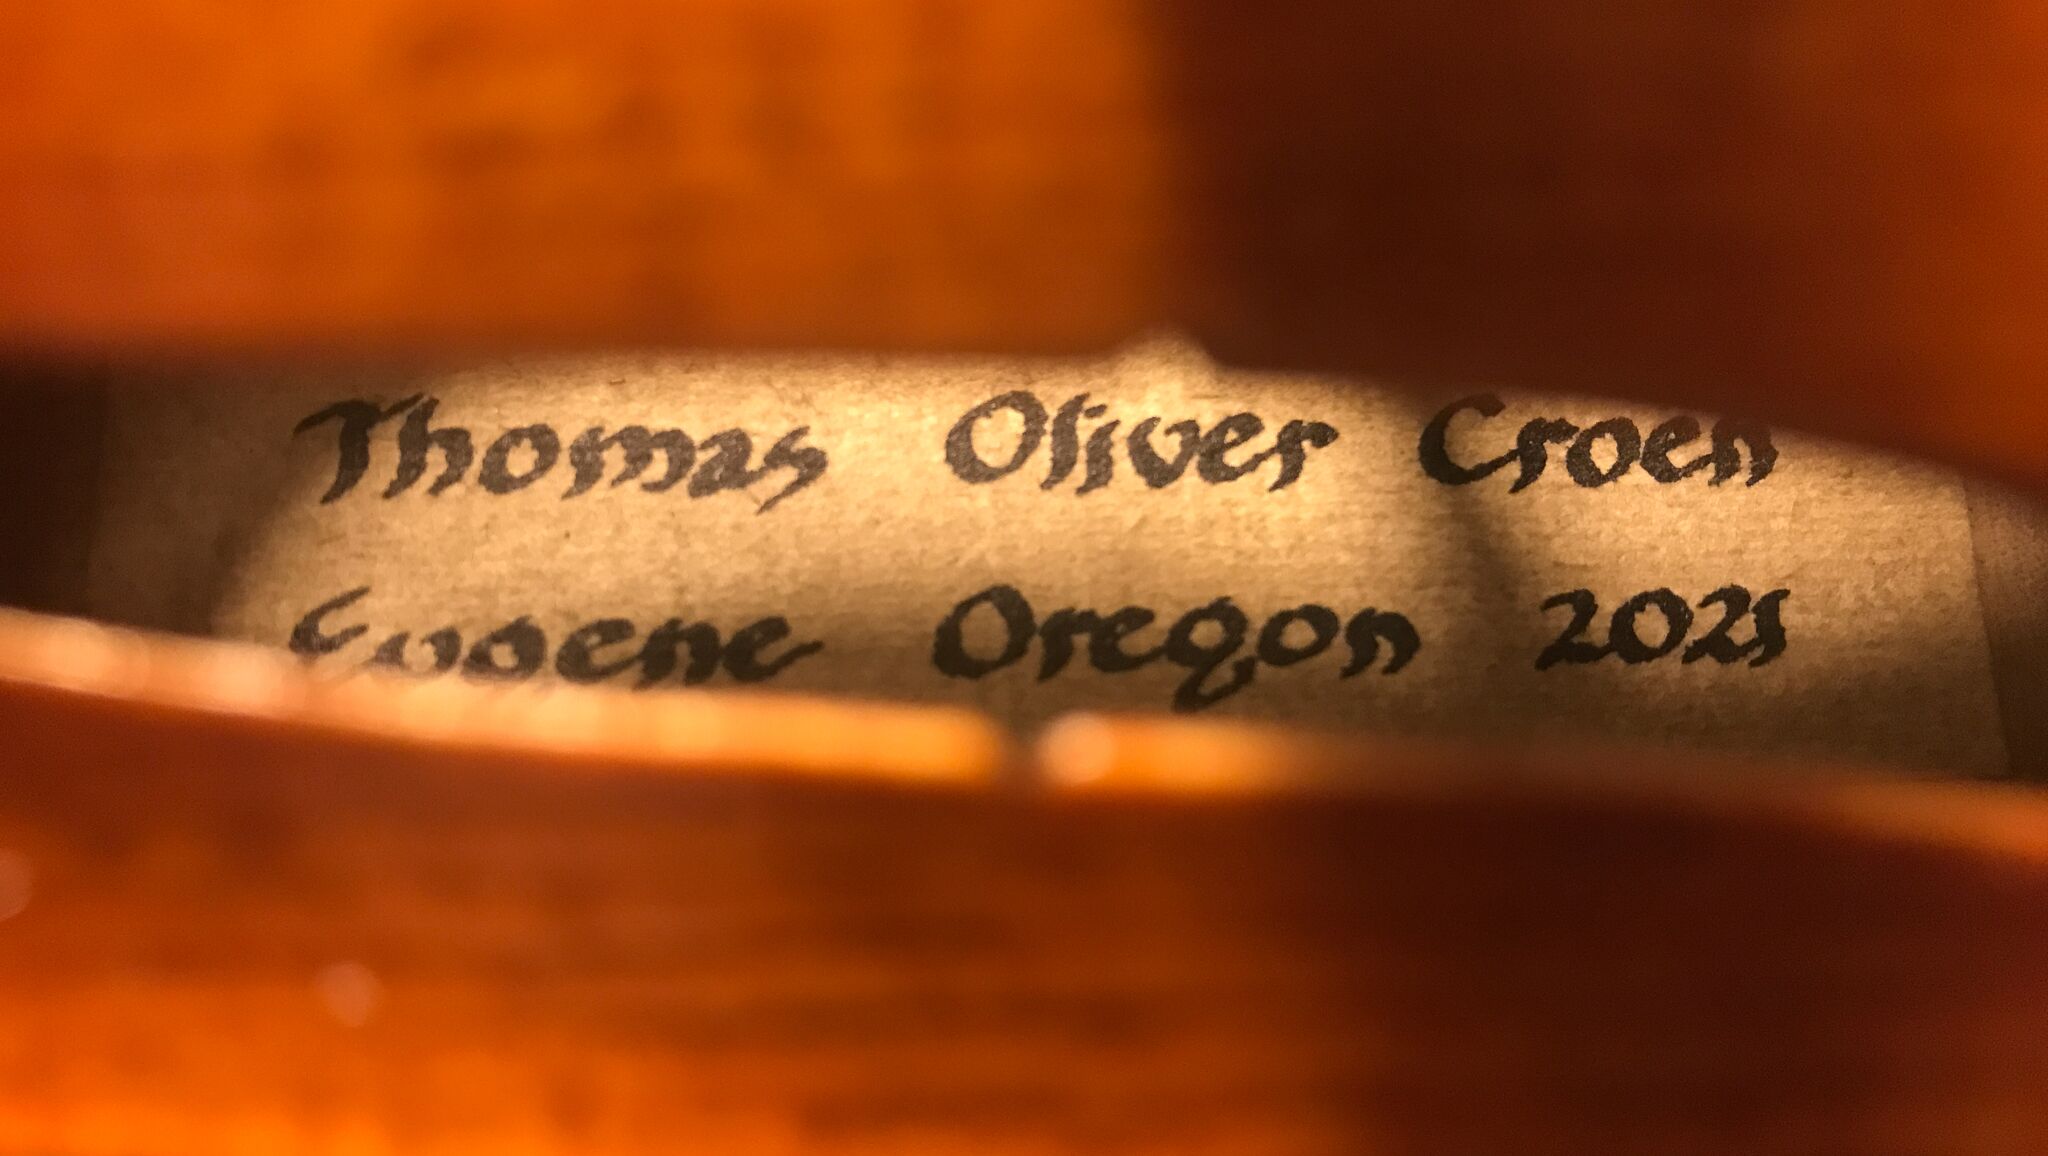 Thomas Oliver Croen
Eugene Oregon 2021